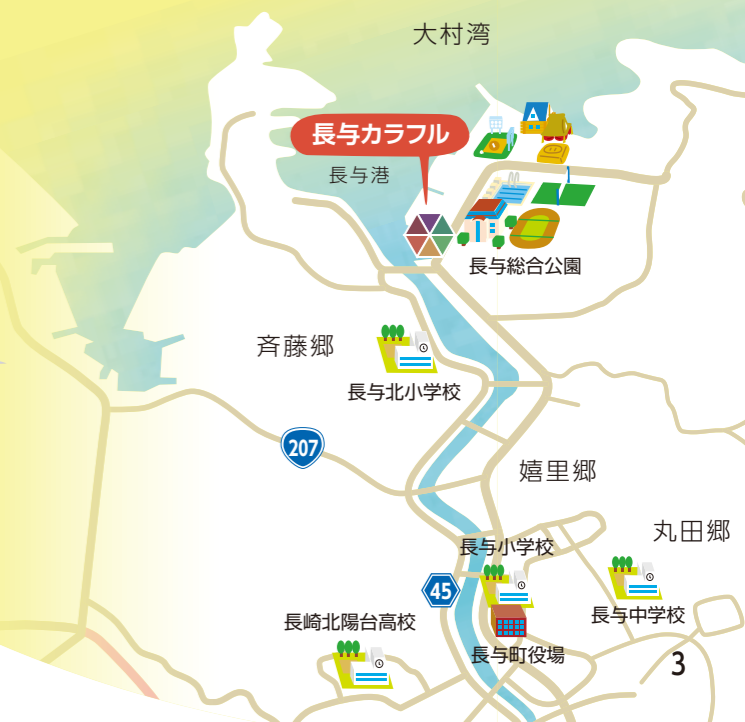 大村湾
長与カラフル
長与港
長与総合公園
斉藤郷
長与北小学校
207
嬉里郷
丸田郷
長与小学校
45
長与中学校
長崎北陽台高校
長与町役場
3